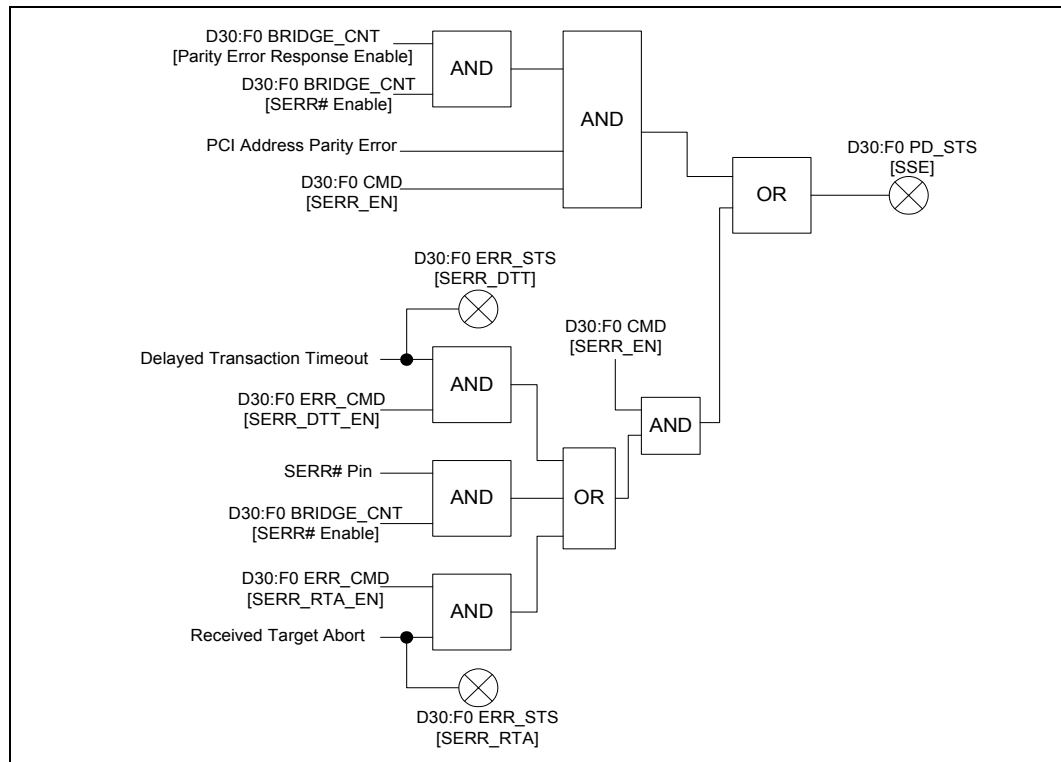 D30:F0 BRIDGE_CNT
[Parity Error Response Enable]
AND
D30:F0 BRIDGE_CNT
[SERR# Enable]
AND
PCI Address Parity Error
D30:F0 CMD
[SERR_EN]
OR
D30:F0 PD_STS
[SSE]
D30:F0 ERR_STS
[SERR_DTT]
D30:F0 CMD
[SERR_EN]
Delayed Transaction Timeout
AND
D30:F0 ERR_CMD
[SERR_DTT_EN]
AND
SERR# Pin
AND
OR
D30:F0 BRIDGE_CNT
[SERR# Enable]
D30:F0 ERR_CMD
[SERR_RTA_EN]
AND
Received Target Abort
D30:F0 ERR_STS
[SERR_RTA]